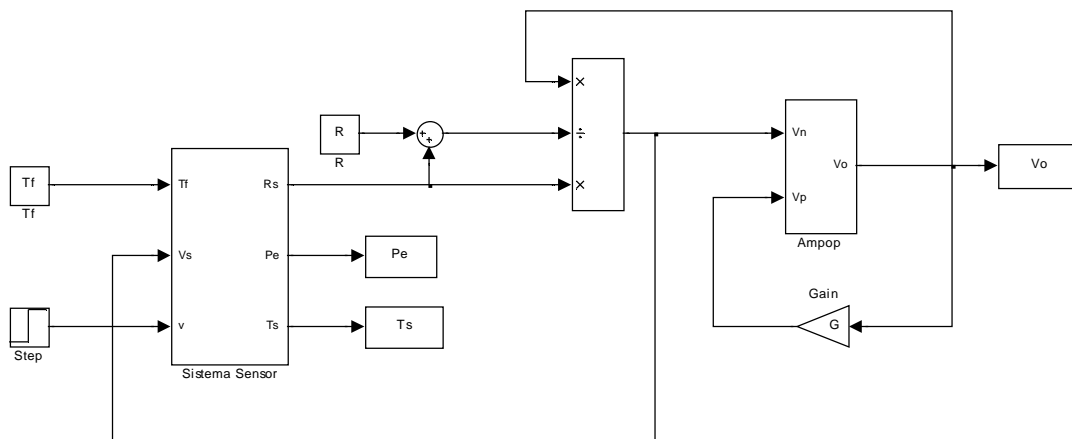 R
R
Tf
Tf
Step
Tf
Vs
v
Rs
Pe
Ts
Sistema Sensor
Pe
Ts
+
+
×
÷
×
Vn
Vp
Vo
Ampop
Vo
Gain
G